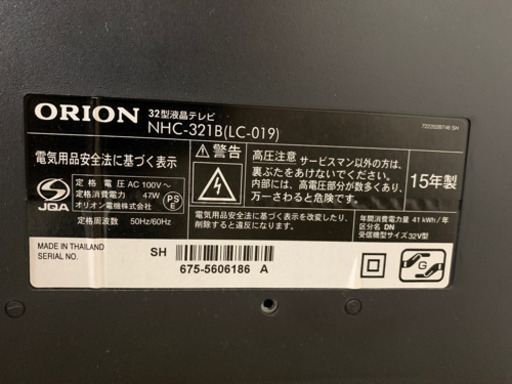 ORION
32型液晶テレビ
NHC-321B(LC-019)
電気用品安全法に基づく表示
JQA
定格電圧 AC 100V～
定格消費電力 47W
オリオン電機株式会社
定格周波数 50Hz/60Hz
PS
E
警告
高圧注意 サービスマン以外の方は、
裏ぶたをあけないでください。
内部には、高電圧部分が数多くあり、
万一さわると危険です。
15年製
電気用品安全法に基づく表示を改ざんしたり、
削除すると違反になります。
年間消費電力量 41 kWh/年
区分名 DN
受信機型サイズ 32V型
MADE IN THAILAND
SERIAL NO.
SH
675-5606186 A
G